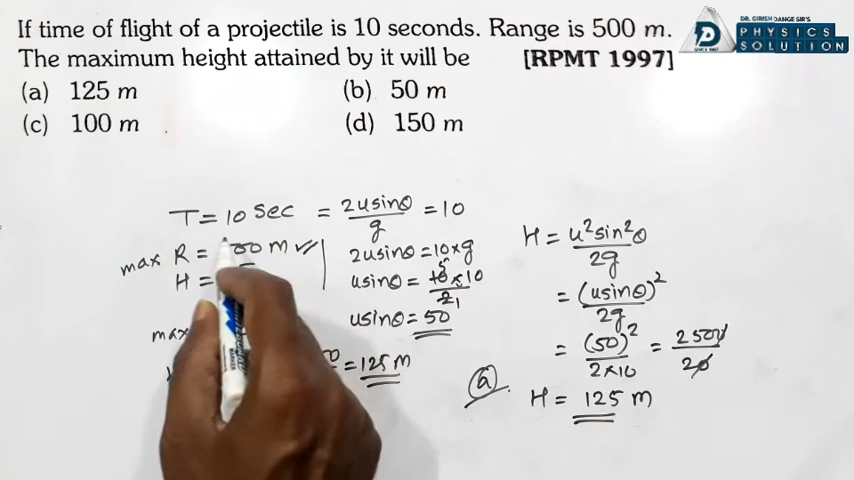 If time of flight of a projectile is 10 seconds. Range is 500 m.
The maximum height attained by it will be [RPMT 1997]
(a) 125 m (b) 50 m
(c) 100 m (d) 150 m
DR. GIRISH DANGE SIR'S
PHYSICS
SOLUTION
T = 10 sec = 2usinθ/g = 10
max R = 00 m ✓
H =
2usinθ = 10×g
usinθ = 10 5×10/2 1
usinθ = 50
max
= 125 m
H = u²sin²θ/2g
= (usinθ)²/2g
= (50)²/2×10 = 2500/20
H = 125 m
(a)